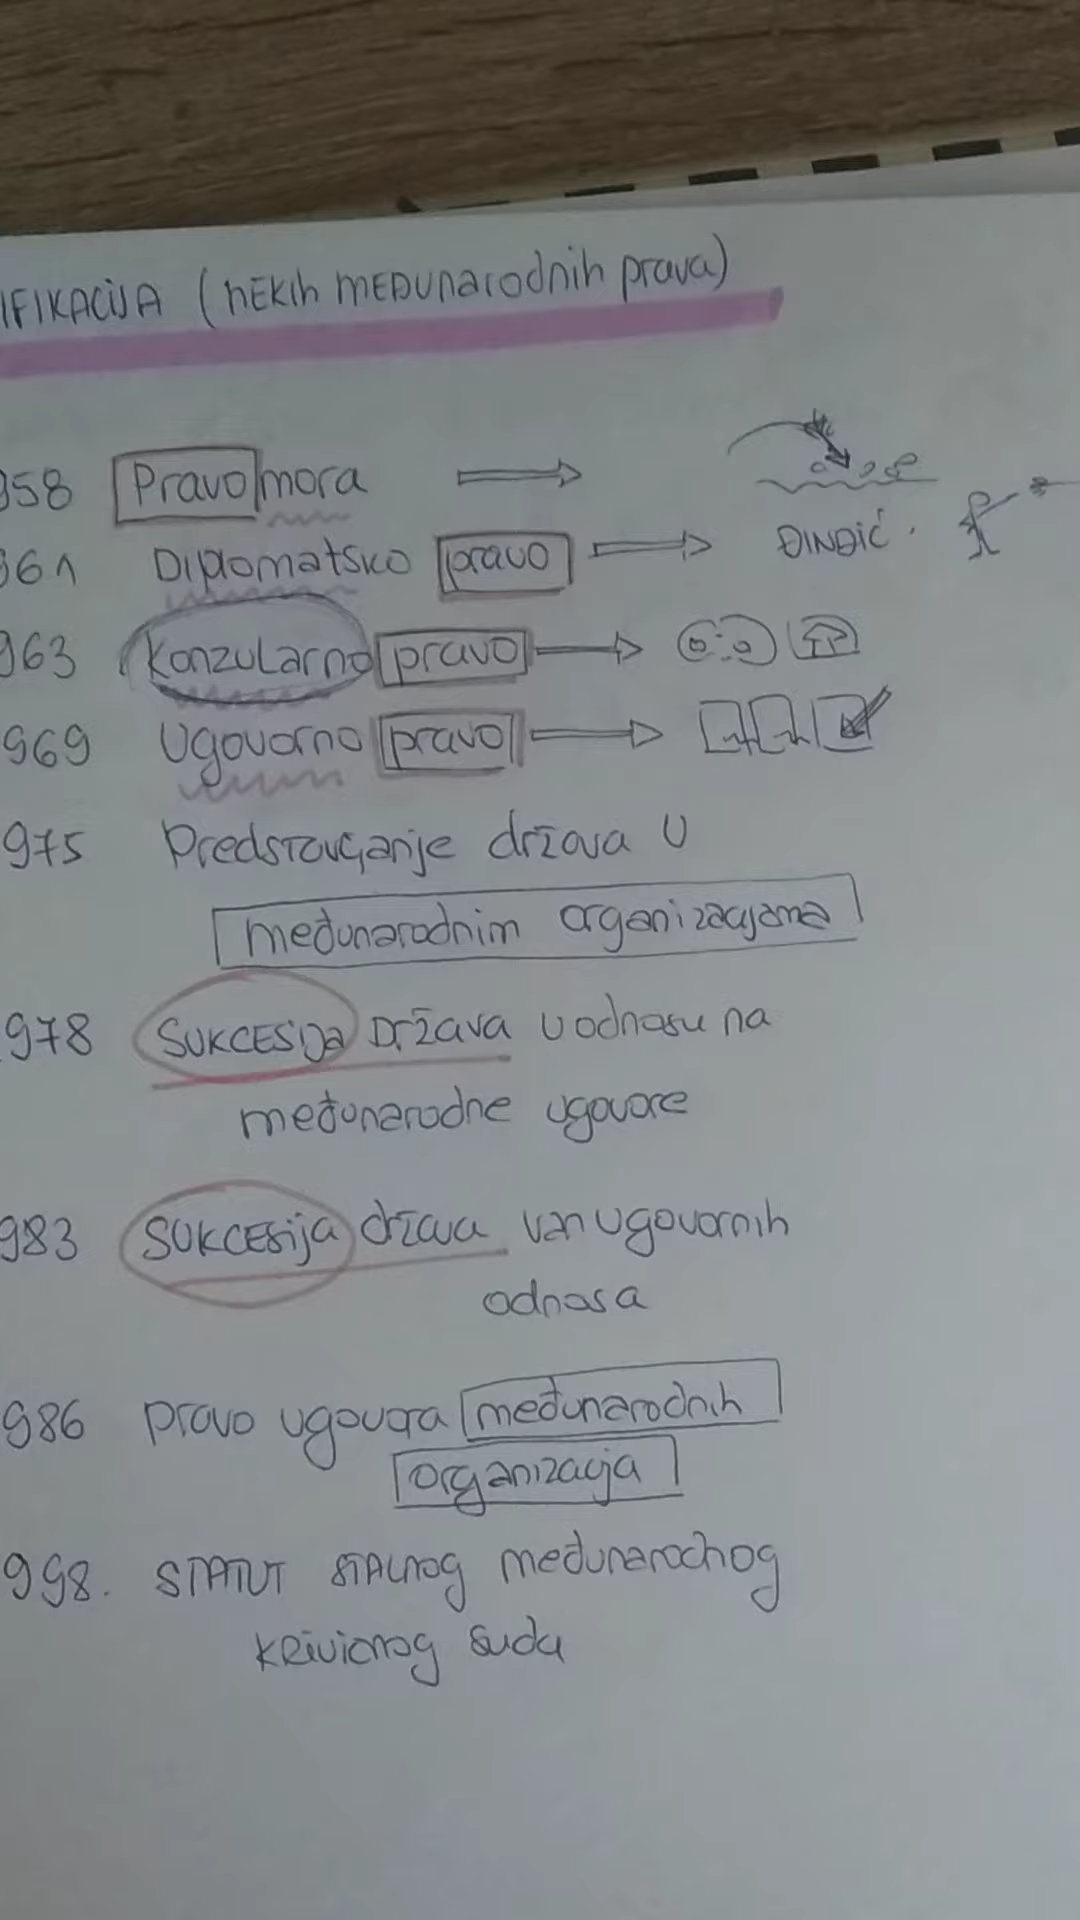 IFIKACIJA (nEKIh mEĐUnarodnih prava)
958 Pravo mora
961 Diplomatsko pravo ĐINĐIĆ.
963 Konzularno pravo
969 Ugovorno pravo
975 Predstavljanje država U
međunarodnim organizacijama
978 SUKCESIJA DRŽAVA u odnosu na
međunarodne ugovore
983 SUKCESija država van ugovornih
odnosa
986 pravo ugovora međunarodnih
organizacija
998. STATUT STALNOG međunarodnog
KRIVIčnog Suda